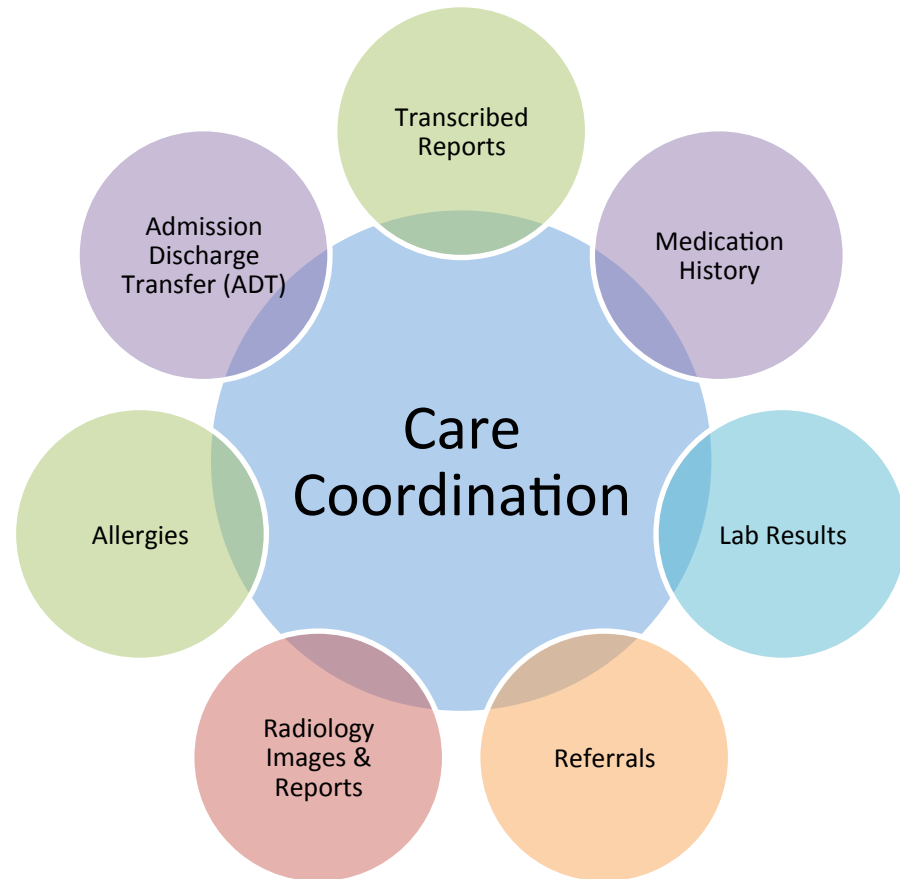 Transcribed
Reports
Medication
History
Lab Results
Referrals
Radiology
Images &
Reports
Allergies
Admission
Discharge
Transfer (ADT)
Care
Coordination